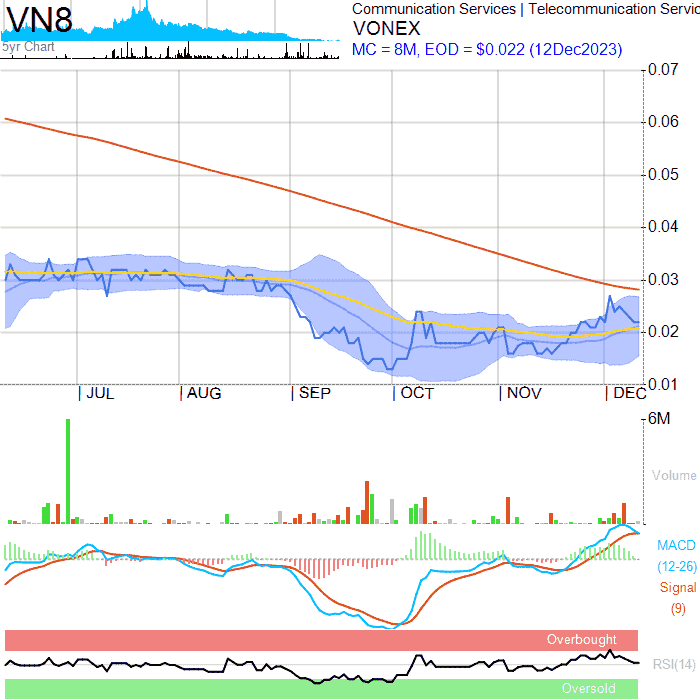 VN8
5yr Chart
Communication Services | Telecommunication Servic
VONEX
MC = 8M, EOD = $0.022 (12Dec2023)
0.07
0.06
0.05
0.04
0.03
0.02
0.01
JUL AUG SEP OCT NOV DEC
6M
Volume
MACD
(12-26)
Signal
(9)
Overbought
RSI(14)
Oversold